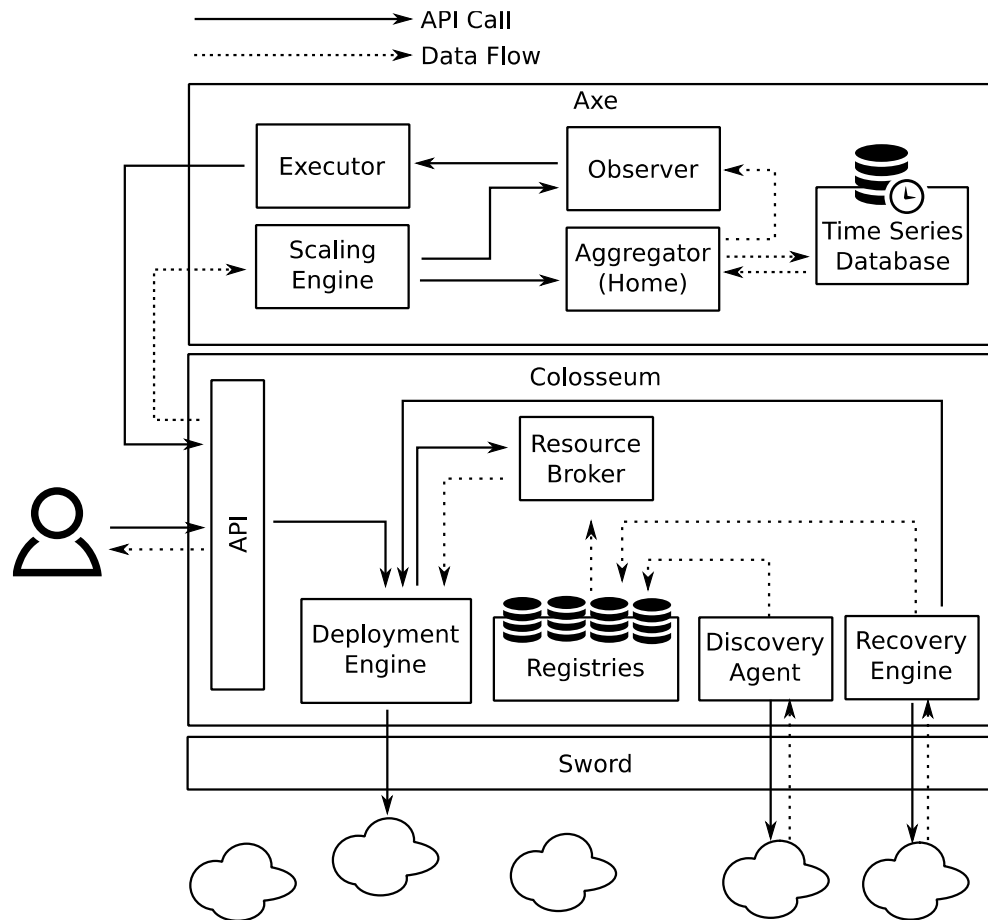 API Call
Data Flow
Axe
Executor
Observer
Scaling
Engine
Aggregator
(Home)
Time Series
Database
Colosseum
API
Resource
Broker
Deployment
Engine
Registries
Discovery
Agent
Recovery
Engine
Sword